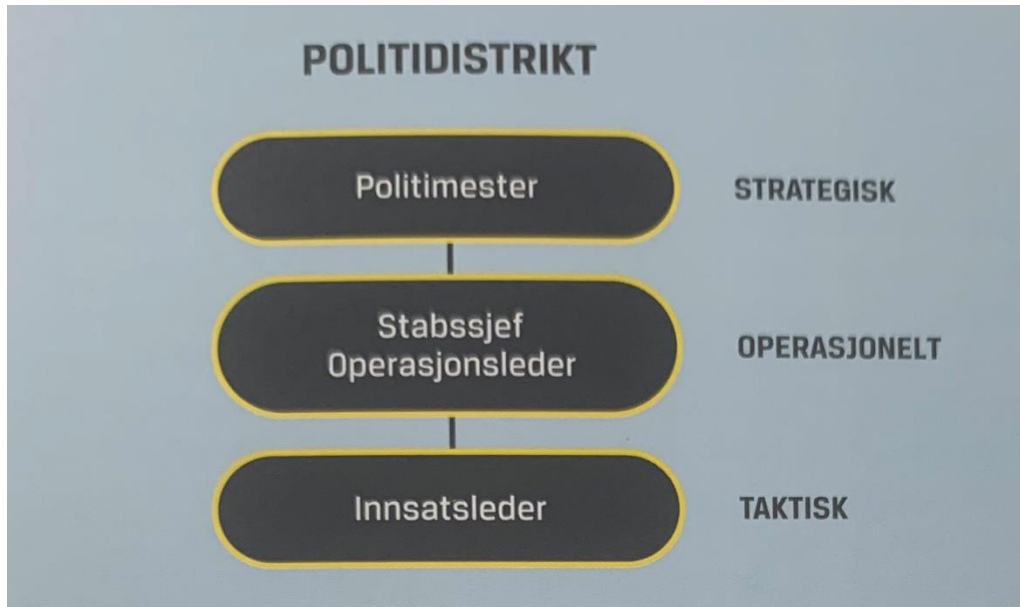 POLITIDISTRIKT
Politimester
STRATEGISK
Stabssjef
Operasjonsleder
OPERASJONELT
Innsatsleder
TAKTISK